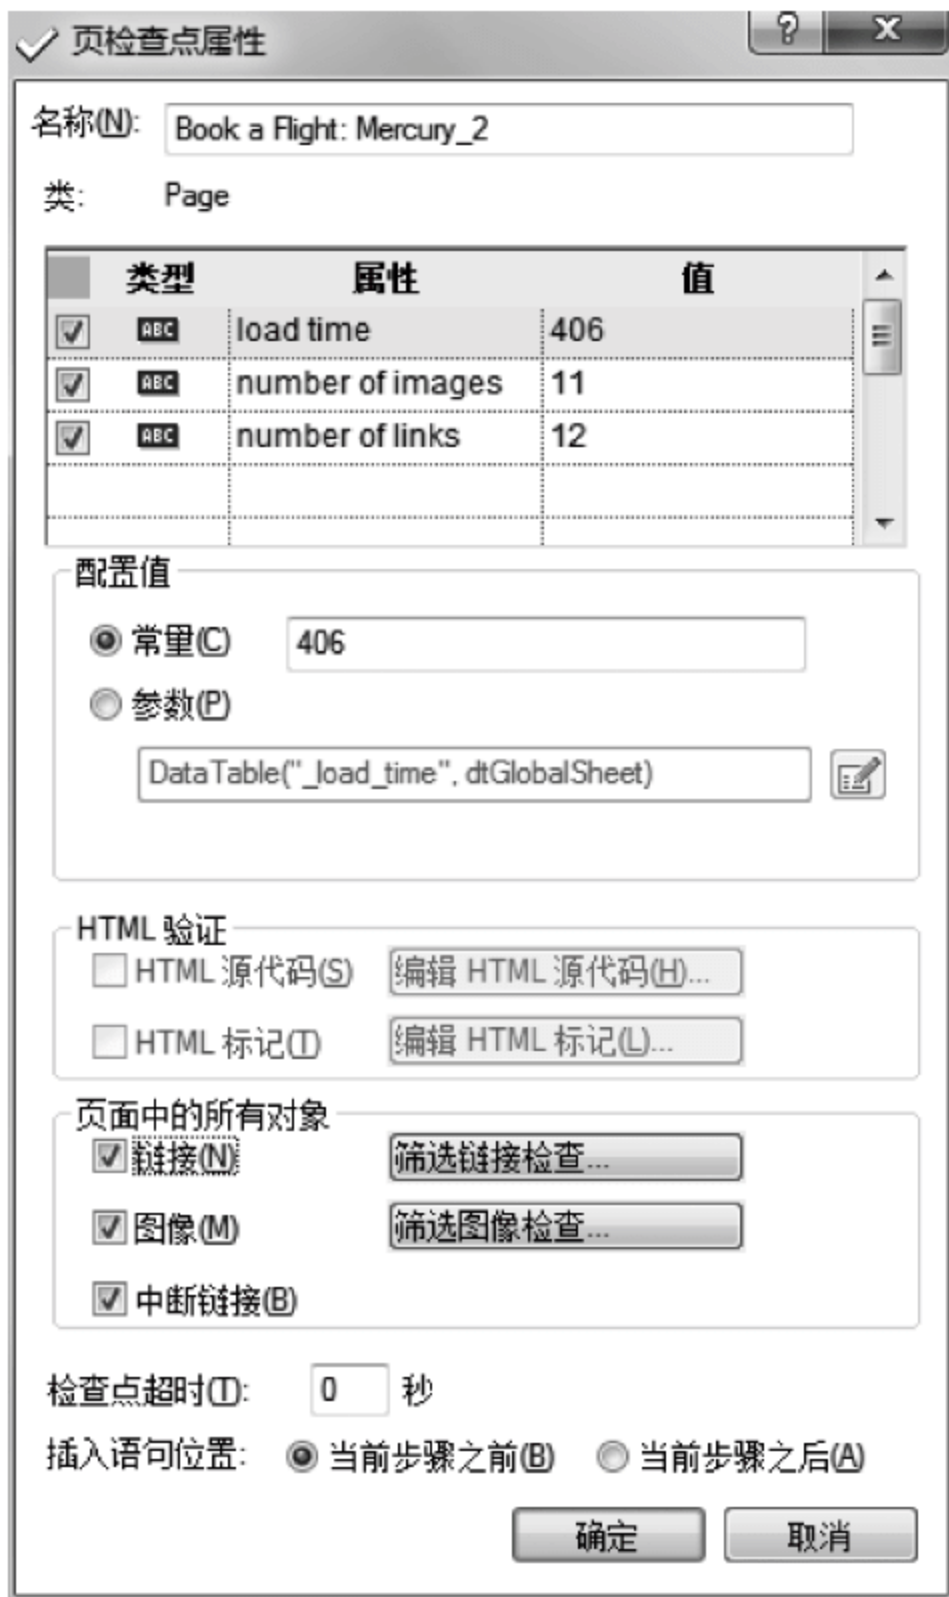 页检查点属性
名称(N): Book a Flight: Mercury_2
类: Page
类型 属性 值
ABC load time 406
ABC number of images 11
ABC number of links 12
配置值
常量(C) 406
参数(P)
DataTable("_load_time", dtGlobalSheet)
HTML 验证
HTML 源代码(S) 编辑 HTML 源代码(H)...
HTML 标记(T) 编辑 HTML 标记(L)...
页面中的所有对象
链接(N) 筛选链接检查...
图像(M) 筛选图像检查...
中断链接(B)
检查点超时(T): 0 秒
插入语句位置: 当前步骤之前(B) 当前步骤之后(A)
确定 取消